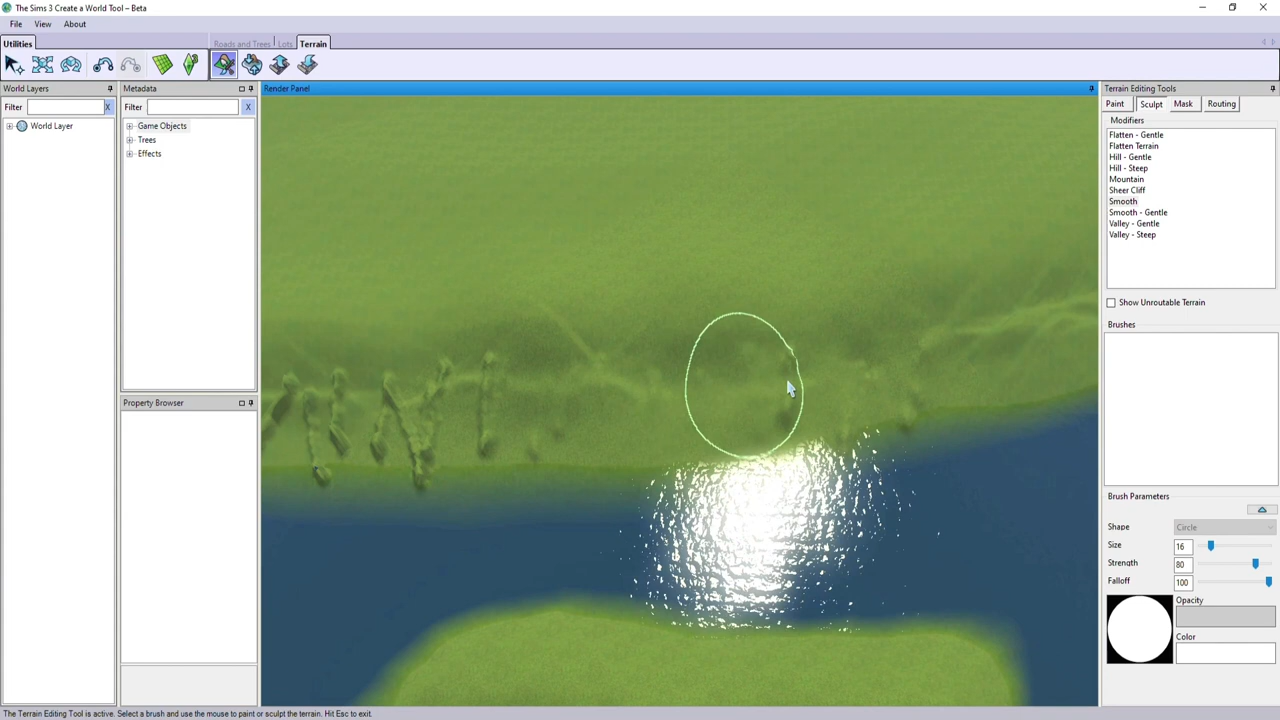 The Sims 3 Create a World Tool – Beta
File View About
Utilities Roads and Trees Lots Terrain
World Layers Metadata Render Panel Terrain Editing Tools
Filter X Filter X Paint Sculpt Mask Routing
World Layer
Game Objects
Trees
Effects
Property Browser
Modifiers
Flatten - Gentle
Flatten Terrain
Hill - Gentle
Hill - Steep
Mountain
Sheer Cliff
Smooth
Smooth - Gentle
Valley - Gentle
Valley - Steep
Show Unroutable Terrain
Brushes
Brush Parameters
Shape Circle
Size 16
Strength 80
Falloff 100
Opacity
Color
The Terrain Editing Tool is active. Select a brush and use the mouse to paint or sculpt the terrain. Hit Esc to exit.